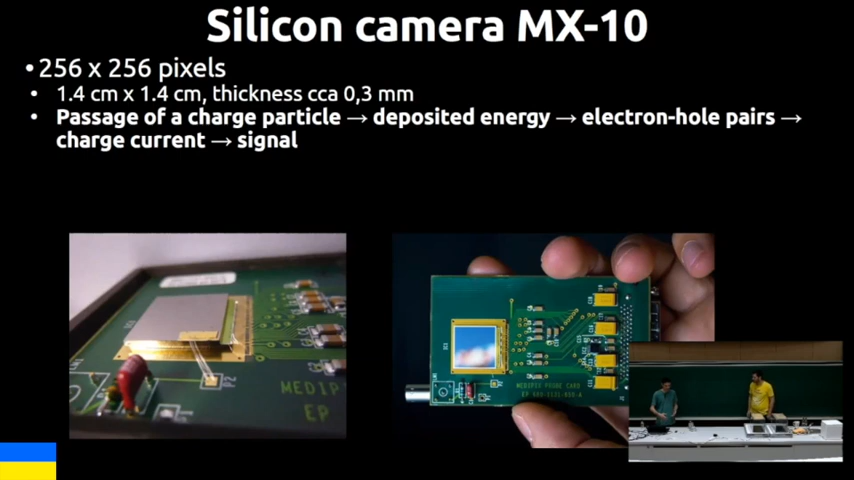 Silicon camera MX-10
•256 x 256 pixels
• 1.4 cm x 1.4 cm, thickness cca 0,3 mm
• Passage of a charge particle → deposited energy → electron-hole pairs →
charge current → signal
P2
MEDIP
EP
MEDIPIX PROBE CARD